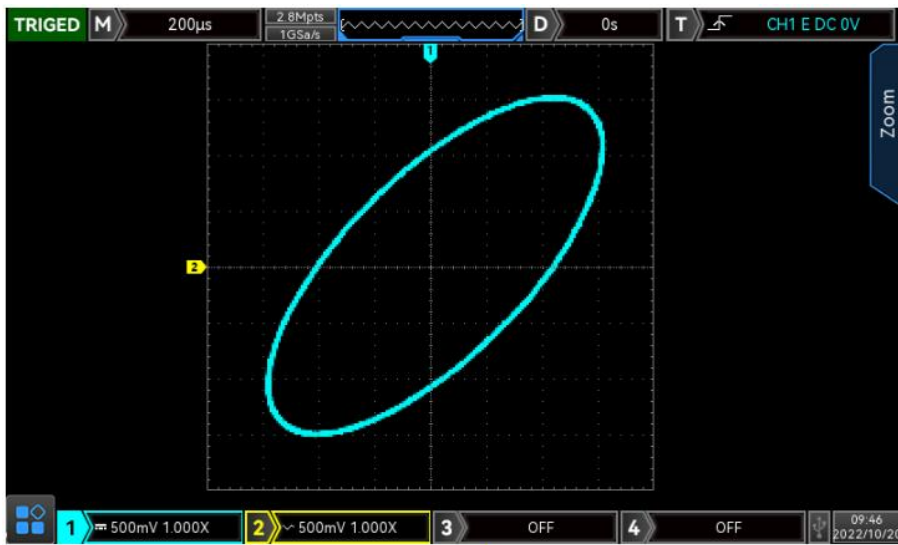 TRIGED M 200µs 2.8Mpts D 0s T CH1 E DC 0V
1GSa/s
1
Zoom
2
1 500mV 1.000X 2 500mV 1.000X 3 OFF 4 OFF 09:46
2022/10/20